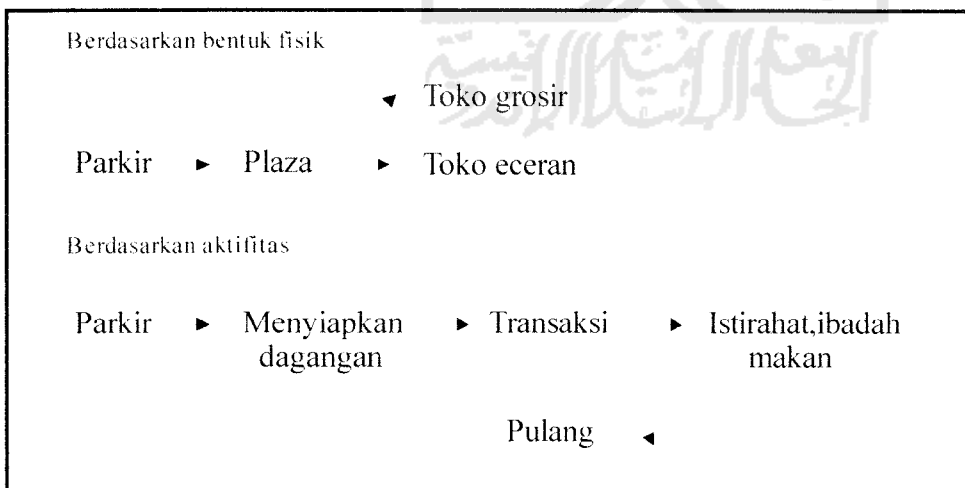 Berdasarkan bentuk fisik
Toko grosir
Parkir ► Plaza ► Toko eceran
Berdasarkan aktifitas
Parkir ► Menyiapkan ► Transaksi ► Istirahat,ibadah
dagangan makan
Pulang ◄